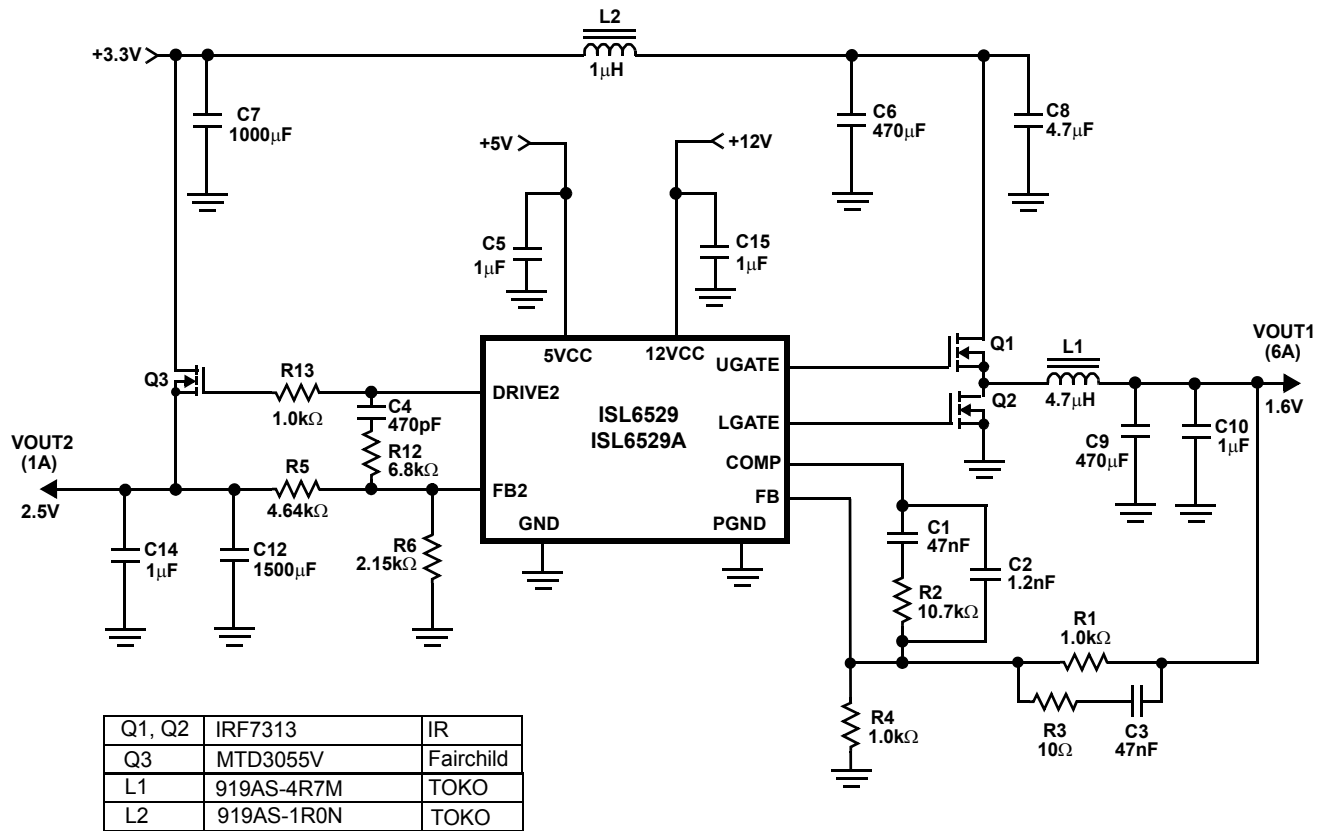 L2
+3.3V
1μH
C7
1000μF
C6
470μF
C8
4.7μF
+5V
+12V
C5
1μF
C15
1μF
5VCC
12VCC
UGATE
Q1
L1
4.7μH
VOUT1
(6A)
1.6V
Q3
R13
1.0kΩ
DRIVE2
C4
470pF
R12
6.8kΩ
ISL6529
ISL6529A
LGATE
Q2
COMP
FB
C9
470μF
C10
1μF
VOUT2
(1A)
2.5V
R5
4.64kΩ
FB2
GND
PGND
C14
1μF
C12
1500μF
R6
2.15kΩ
C1
47nF
C2
1.2nF
R2
10.7kΩ
R1
1.0kΩ
R3
10Ω
C3
47nF
R4
1.0kΩ
Q1, Q2 IRF7313 IR
Q3 MTD3055V Fairchild
L1 919AS-4R7M TOKO
L2 919AS-1R0N TOKO